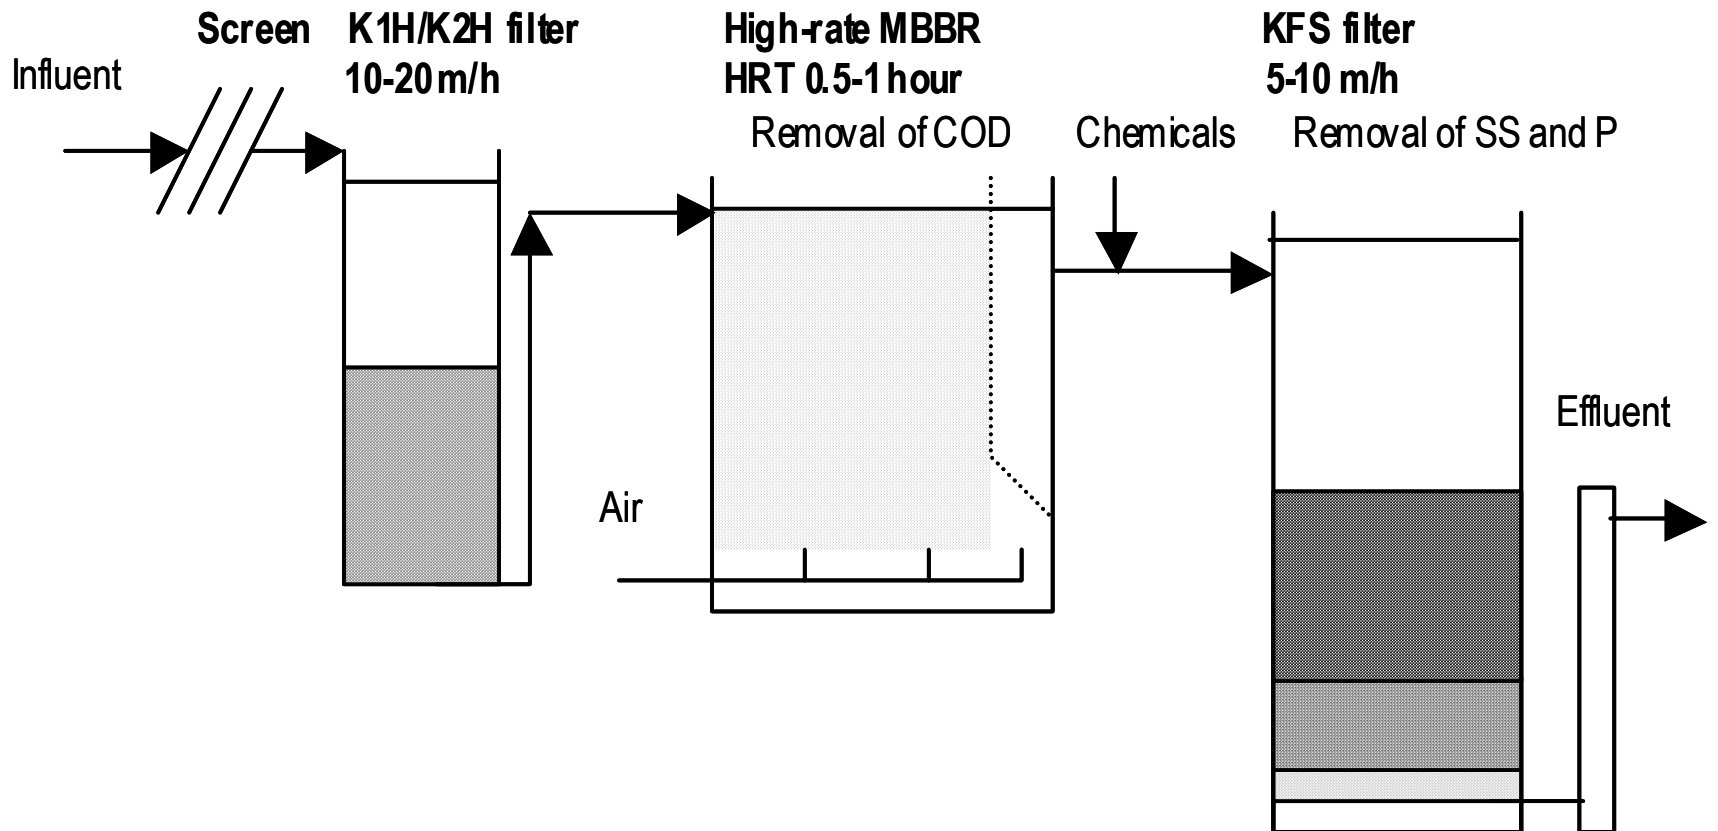 Screen
K1H/K2H filter
10-20 m/h
High-rate MBBR
HRT 0.5-1 hour
KFS filter
5-10 m/h
Influent
Removal of COD
Chemicals
Removal of SS and P
Effluent
Air